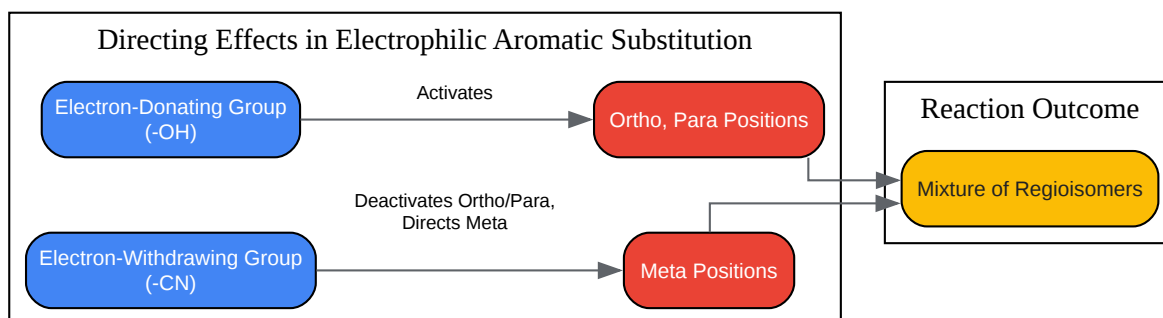 Directing Effects in Electrophilic Aromatic Substitution
Electron-Donating Group
(-OH)
Activates
Ortho, Para Positions
Reaction Outcome
Mixture of Regioisomers
Deactivates Ortho/Para,
Directs Meta
Electron-Withdrawing Group
(-CN)
Meta Positions